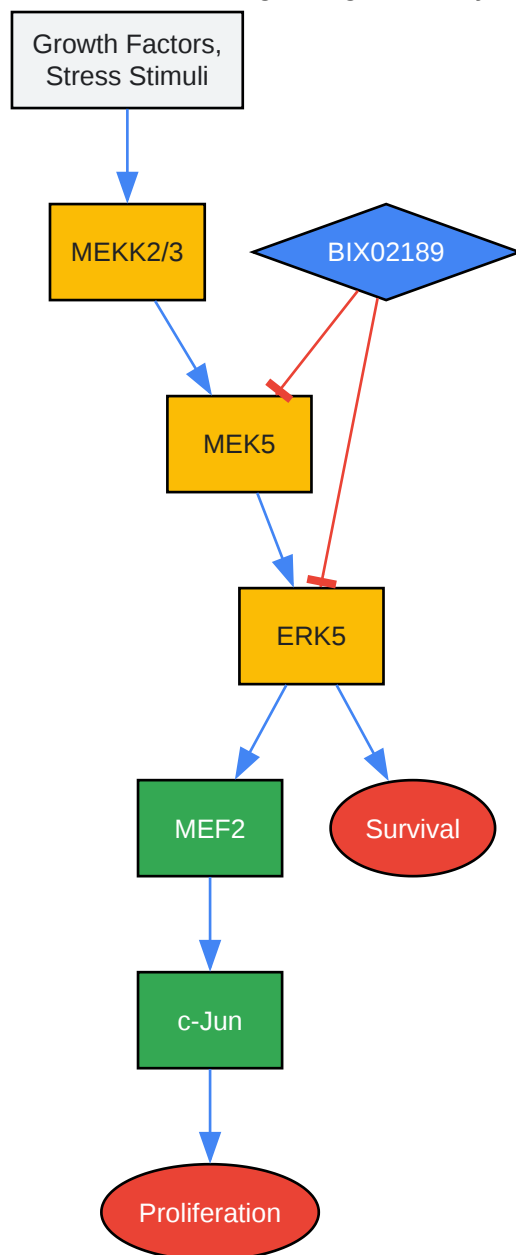 Growth Factors,
Stress Stimuli
MEKK2/3
BIX02189
MEK5
ERK5
MEF2
Survival
c-Jun
Proliferation